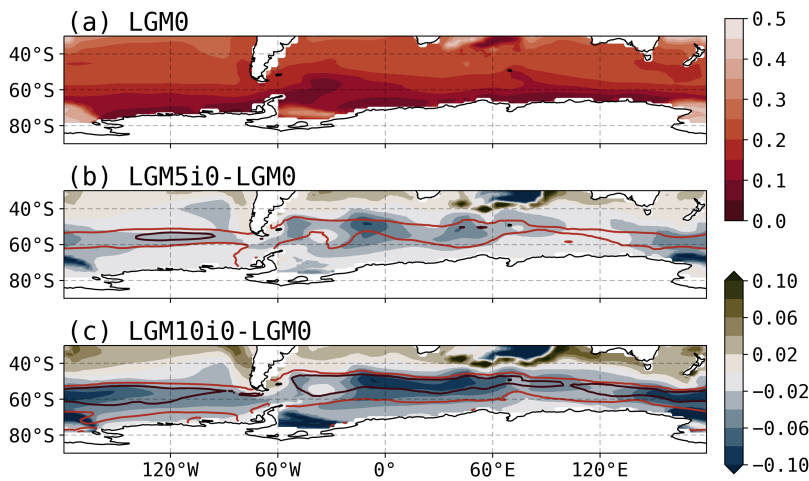 (a) LGM0
40°S
60°S
80°S
0.5
0.4
0.3
0.2
0.1
0.0
(b) LGM5i0-LGM0
40°S
60°S
80°S
(c) LGM10i0-LGM0
40°S
60°S
80°S
0.10
0.06
0.02
−0.02
−0.06
−0.10
120°W 60°W 0° 60°E 120°E